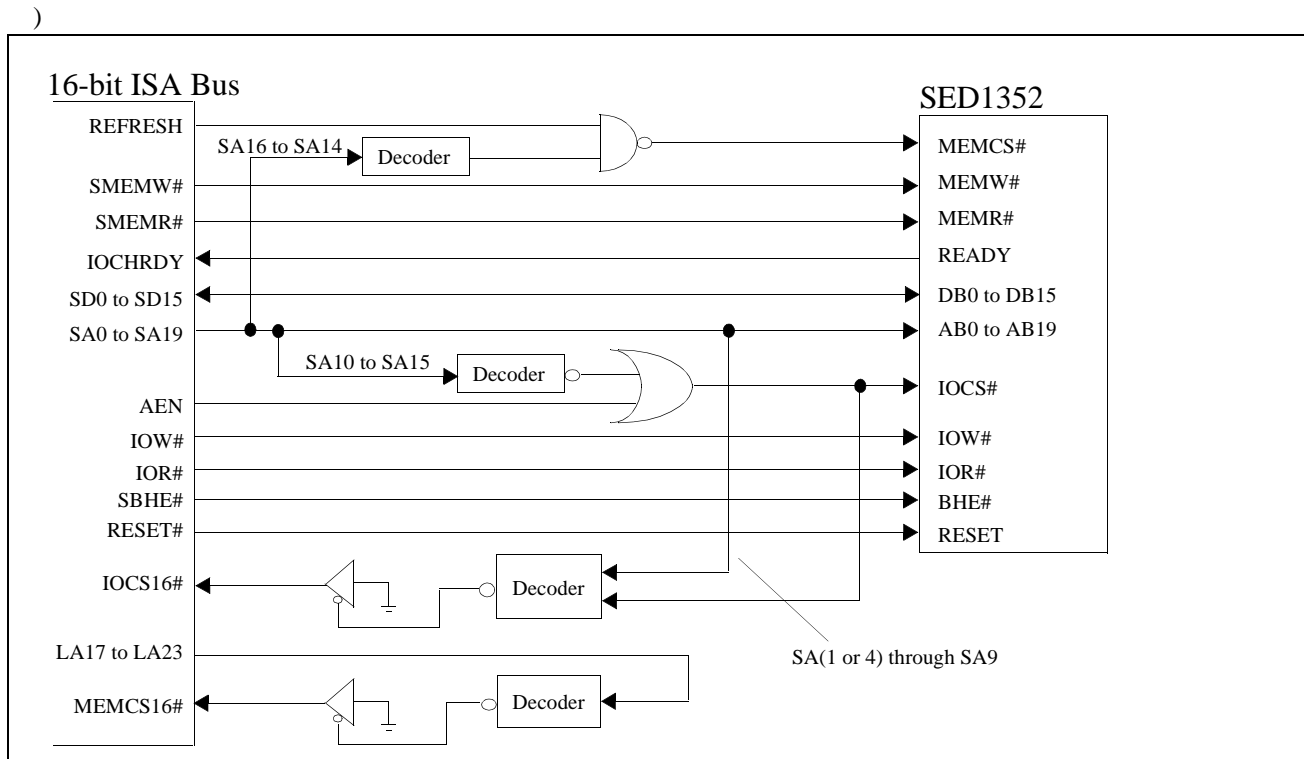 )
16-bit ISA Bus
SED1352
REFRESH
SA16 to SA14
Decoder
MEMCS#
SMEMW#
MEMW#
SMEMR#
MEMR#
IOCHRDY
READY
SD0 to SD15
DB0 to DB15
SA0 to SA19
AB0 to AB19
SA10 to SA15
Decoder
IOCS#
AEN
IOW#
IOW#
IOR#
IOR#
SBHE#
BHE#
RESET#
RESET
IOCS16#
Decoder
LA17 to LA23
SA(1 or 4) through SA9
MEMCS16#
Decoder